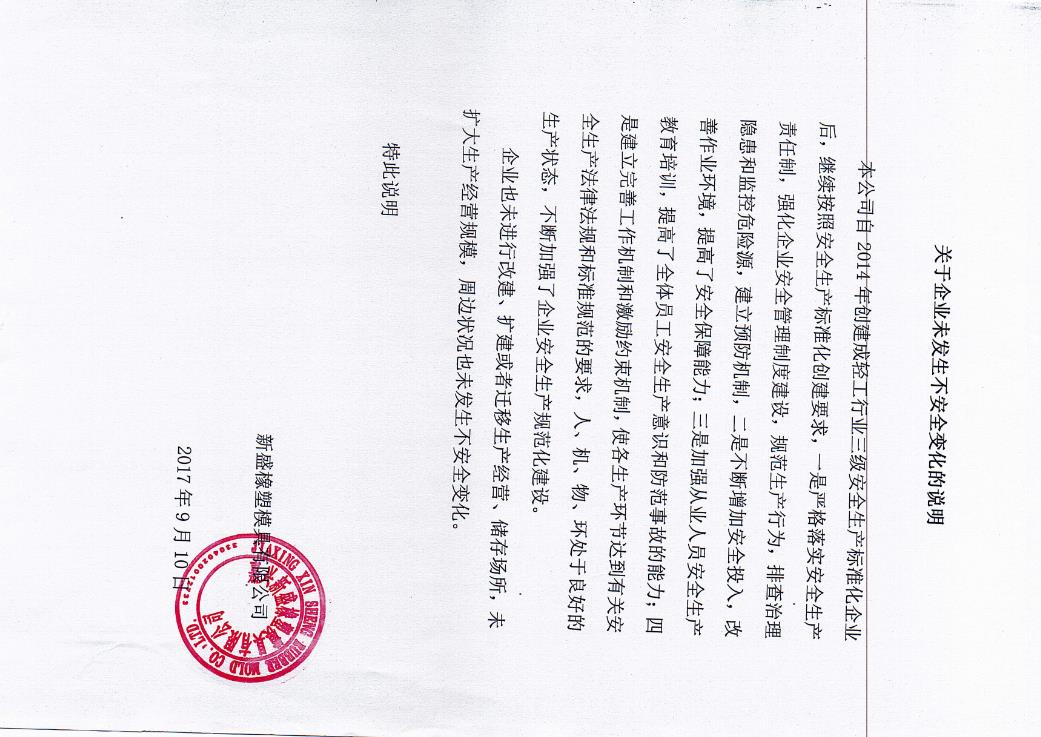 关于企业未发生不安全变化的说明
本公司自 2014 年创建成轻工行业三级安全生产标准化企业
后，继续按照安全生产标准化创建要求，一是严格落实安全生产
责任制，强化企业安全管理制度建设，规范生产行为，排查治理
隐患和监控危险源，建立预防机制，二是不断增加安全投入，改
善作业环境，提高了安全保障能力；三是加强从业人员安全生产
教育培训，提高了全体员工安全生产意识和防范事故的能力；四
是建立完善工作机制和激励约束机制，使各生产环节达到有关安
全生产法律法规和标准规范的要求，人、机、物、环处于良好的
生产状态，不断加强了企业安全生产规范化建设。
企业也未进行改建、扩建或者迁移生产经营、储存场所，未
扩大生产经营规模，周边状况也未发生不安全变化。
特此说明
新盛橡塑模具有限公司
2017 年 9 月 10 日
JIAXING XIN SHENG RUBBER MOLD CO.,LTD.
新盛橡塑模具有限公司